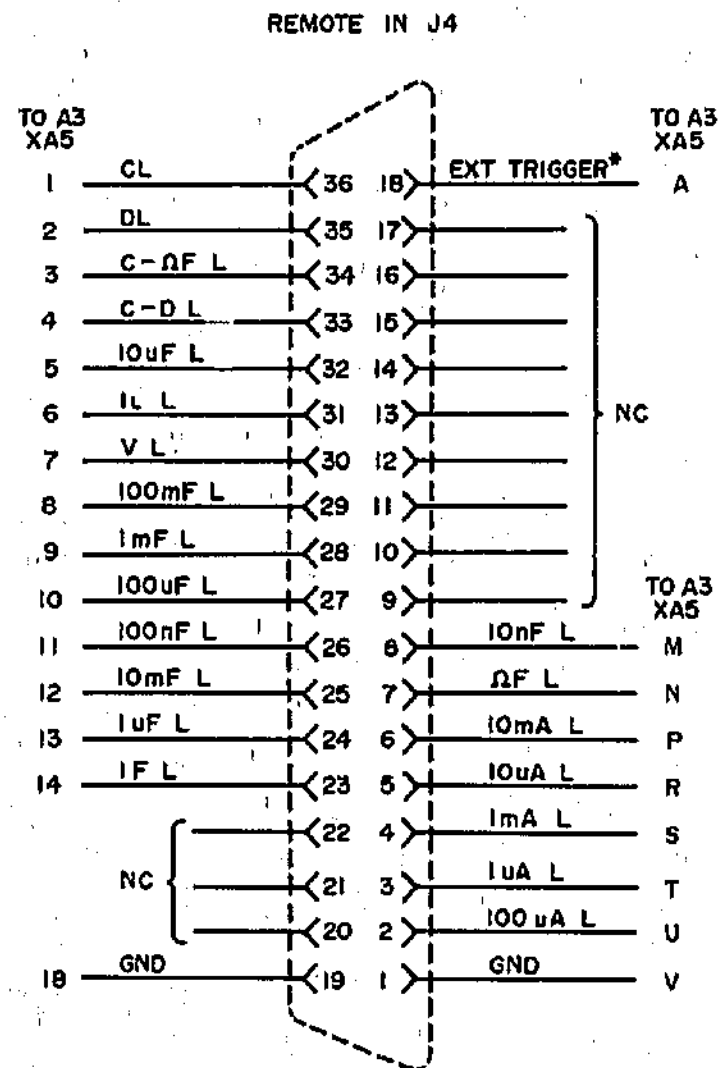 REMOTE IN J4
TO A3
XA5
TO A3
XA5
1 CL 36 18 EXT TRIGGER* A
2 DL 35 17
3 C-ΩF L 34 16
4 C-D L 33 15
5 10uF L 32 14
6 L 31 13 NC
7 V L 30 12
8 100mF L 29 11
9 1mF L 28 10
10 100uF L 27 9
TO A3
XA5
11 100nF L 26 8 10nF L M
12 10mF L 25 7 ΩF L N
13 1uF L 24 6 10mA L P
14 1F L 23 5 10uA L R
22 4 1mA L S
NC 21 3 1uA L T
20 2 100uA L U
18 GND 19 1 GND V